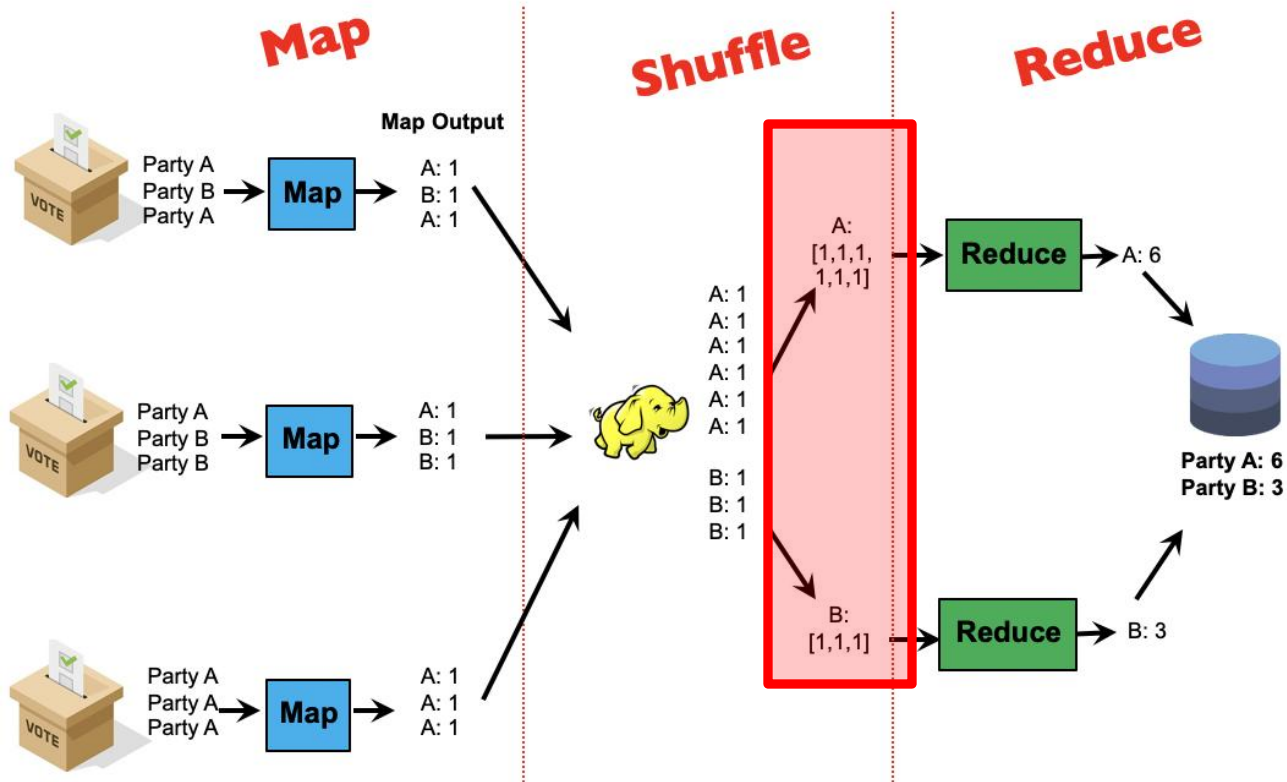 Map
Shuffle
Reduce
Map Output
Party A
Party B
Party A
VOTE
Map
A: 1
B: 1
A: 1
Party A
Party B
Party B
VOTE
Map
A: 1
B: 1
B: 1
Party A
Party A
Party A
VOTE
Map
A: 1
A: 1
A: 1
A: 1
A: 1
A: 1
A: 1
A: 1
A: 1
B: 1
B: 1
B: 1
A:
[1,1,1,
1,1,1]
B:
[1,1,1]
Reduce
A: 6
Reduce
B: 3
Party A: 6
Party B: 3